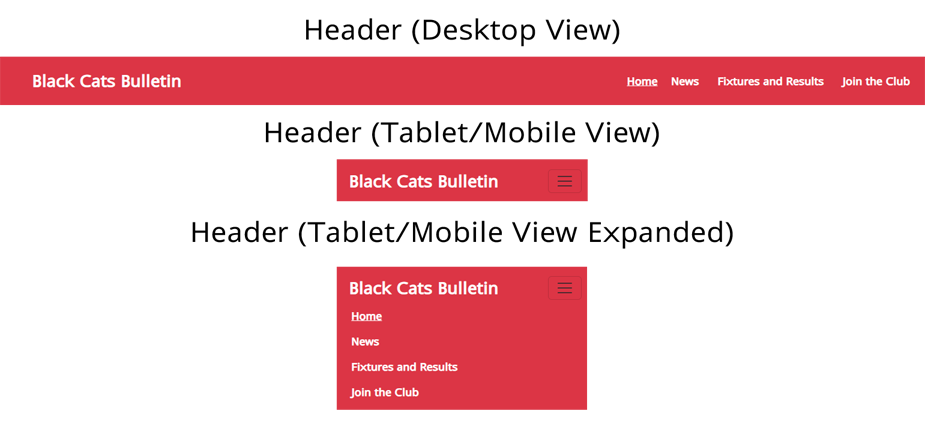 Header (Desktop View)
Black Cats Bulletin Home News Fixtures and Results Join the Club
Header (Tablet/Mobile View)
Black Cats Bulletin
Header (Tablet/Mobile View Expanded)
Black Cats Bulletin
Home
News
Fixtures and Results
Join the Club